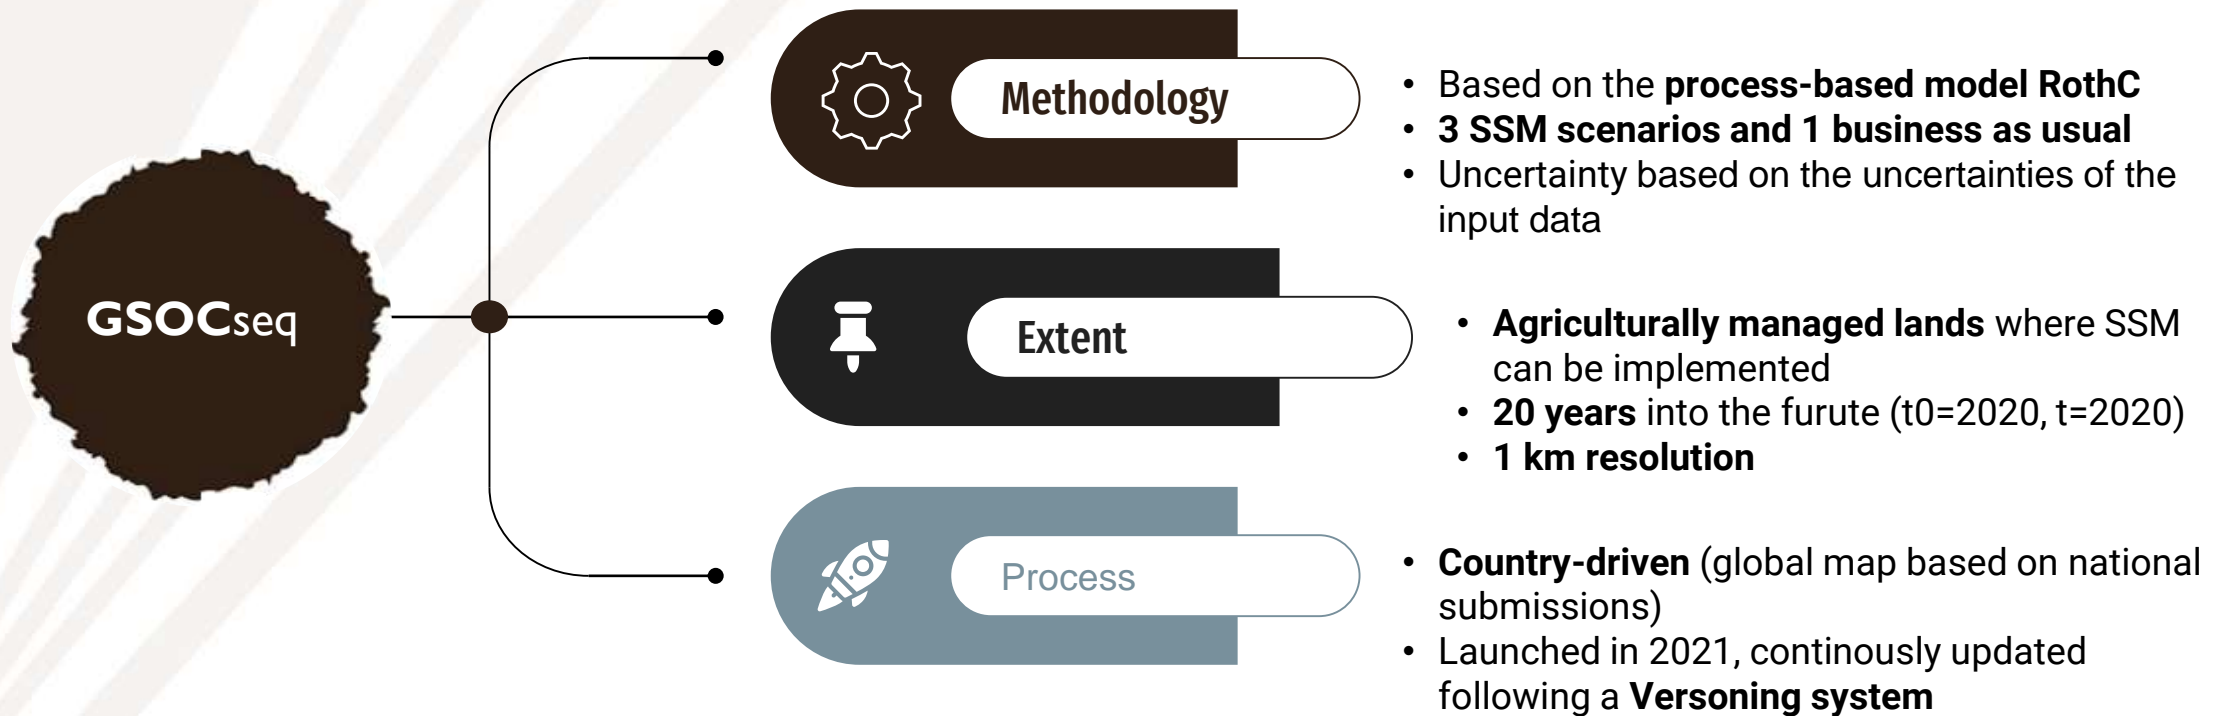 GSOCseq
Methodology
• Based on the process-based model RothC
• 3 SSM scenarios and 1 business as usual
• Uncertainty based on the uncertainties of the
input data
Extent
• Agriculturally managed lands where SSM
can be implemented
• 20 years into the furute (t0=2020, t=2020)
• 1 km resolution
Process
• Country-driven (global map based on national
submissions)
• Launched in 2021, continously updated
following a Versoning system